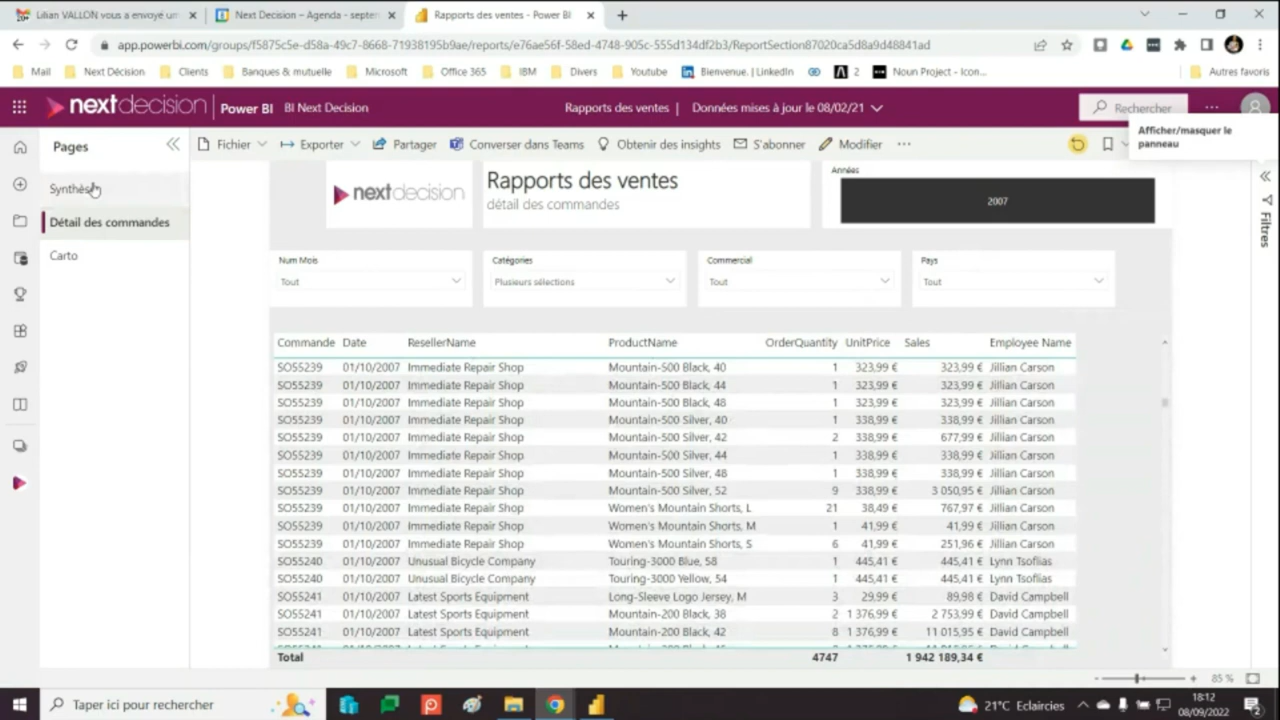 Lilian VALLON vous a envoyé um
Next Decision – Agenda - septem
Rapports des ventes - Power BI
app.powerbi.com/groups/f5875c5e-d58a-49c7-8668-71938195b9ae/reports/e76ae56f-58ed-4748-905c-555d134df2b3/ReportSection87020ca5d8a9d48841ad
Mail Next Décision Clients Banques & mutuelle Microsoft Office 365 IBM Divers Youtube Bienvenue. | LinkedIn 2 Noun Project - Icon... Autres favoris
nextdecision Power BI BI Next Decision Rapports des ventes | Données mises à jour le 08/02/21 Rechercher ...
Afficher/masquer le
panneau
Pages
Fichier Exporter Partager Converser dans Teams Obtenir des insights S'abonner Modifier ...
Synthèse
Détail des commandes
Carto
nextdecision
Rapports des ventes
détail des commandes
Années
2007
Filtres
Num Mois Catégories Commercial Pays
Tout Plusieurs sélections Tout Tout
Commande Date ResellerName ProductName OrderQuantity UnitPrice Sales Employee Name
SO55239 01/10/2007 Immediate Repair Shop Mountain-500 Black, 40 1 323,99 € 323,99 € Jillian Carson
SO55239 01/10/2007 Immediate Repair Shop Mountain-500 Black, 44 1 323,99 € 323,99 € Jillian Carson
SO55239 01/10/2007 Immediate Repair Shop Mountain-500 Black, 48 1 323,99 € 323,99 € Jillian Carson
SO55239 01/10/2007 Immediate Repair Shop Mountain-500 Silver, 40 1 338,99 € 338,99 € Jillian Carson
SO55239 01/10/2007 Immediate Repair Shop Mountain-500 Silver, 42 2 338,99 € 677,99 € Jillian Carson
SO55239 01/10/2007 Immediate Repair Shop Mountain-500 Silver, 44 1 338,99 € 338,99 € Jillian Carson
SO55239 01/10/2007 Immediate Repair Shop Mountain-500 Silver, 48 1 338,99 € 338,99 € Jillian Carson
SO55239 01/10/2007 Immediate Repair Shop Mountain-500 Silver, 52 9 338,99 € 3 050,95 € Jillian Carson
SO55239 01/10/2007 Immediate Repair Shop Women's Mountain Shorts, L 21 38,49 € 767,97 € Jillian Carson
SO55239 01/10/2007 Immediate Repair Shop Women's Mountain Shorts, M 1 41,99 € 41,99 € Jillian Carson
SO55239 01/10/2007 Immediate Repair Shop Women's Mountain Shorts, S 6 41,99 € 251,96 € Jillian Carson
SO55240 01/10/2007 Unusual Bicycle Company Touring-3000 Blue, 58 1 445,41 € 445,41 € Lynn Tsoflias
SO55240 01/10/2007 Unusual Bicycle Company Touring-3000 Yellow, 54 1 445,41 € 445,41 € Lynn Tsoflias
SO55241 01/10/2007 Latest Sports Equipment Long-Sleeve Logo Jersey, M 3 29,99 € 89,98 € David Campbell
SO55241 01/10/2007 Latest Sports Equipment Mountain-200 Black, 38 2 1 376,99 € 2 753,99 € David Campbell
SO55241 01/10/2007 Latest Sports Equipment Mountain-200 Black, 42 8 1 376,99 € 11 015,95 € David Campbell
Total 4747 1 942 189,34 €
- + 85 %
Taper ici pour rechercher
21°C Eclaircies
18:12
08/09/2022
2